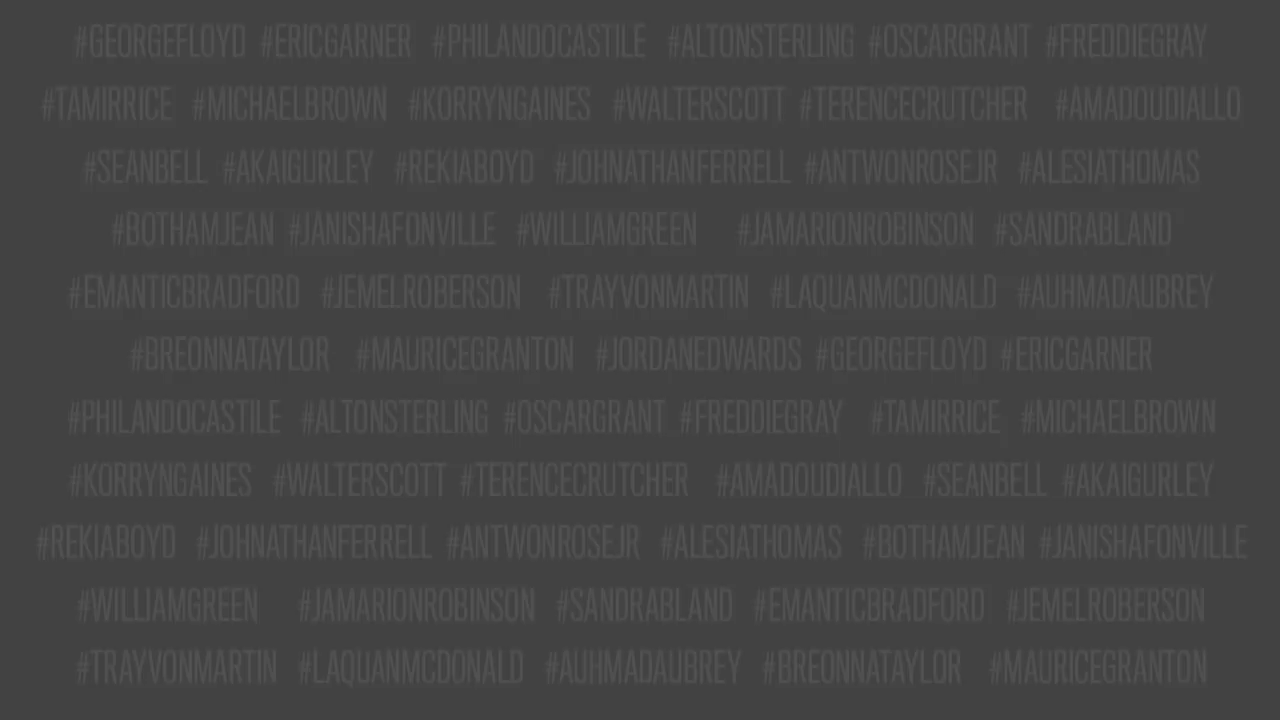 #GEORGEFLOYD #ERICGARNER #PHILANDOCASTILE #ALTONSTERLING #OSCARGRANT #FREDDIEGRAY
#TAMIRRICE #MICHAELBROWN #KORRYNGAINES #WALTERSCOTT #TERENCECRUTCHER #AMADOUDIALLO
#SEANBELL #AKAIGURLEY #REKIABOYD #JOHNATHANFERRELL #ANTWONROSEJR #ALESIATHOMAS
#BOTHAMJEAN #JANISHAFONVILLE #WILLIAMGREEN #JAMARIONROBINSON #SANDRABLAND
#EMANTICBRADFORD #JEMELROBERSON #TRAYVONMARTIN #LAQUANMCDONALD #AUHMADAUBREY
#BREONNATAYLOR #MAURICEGRANTON #JORDANEDWARDS #GEORGEFLOYD #ERICGARNER
#PHILANDOCASTILE #ALTONSTERLING #OSCARGRANT #FREDDIEGRAY #TAMIRRICE #MICHAELBROWN
#KORRYNGAINES #WALTERSCOTT #TERENCECRUTCHER #AMADOUDIALLO #SEANBELL #AKAIGURLEY
#REKIABOYD #JOHNATHANFERRELL #ANTWONROSEJR #ALESIATHOMAS #BOTHAMJEAN #JANISHAFONVILLE
#WILLIAMGREEN #JAMARIONROBINSON #SANDRABLAND #EMANTICBRADFORD #JEMELROBERSON
#TRAYVONMARTIN #LAQUANMCDONALD #AUHMADAUBREY #BREONNATAYLOR #MAURICEGRANTON